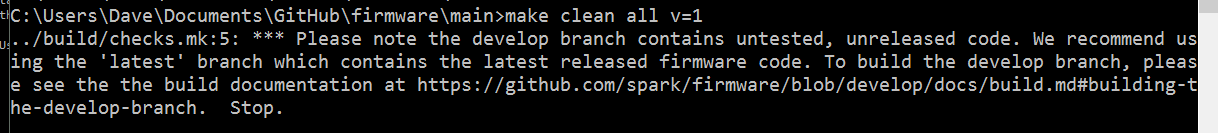 C:\Users\Dave\Documents\GitHub\firmware\main>make clean all v=1
../build/checks.mk:5: *** Please note the develop branch contains untested, unreleased code. We recommend us
ing the 'latest' branch which contains the latest released firmware code. To build the develop branch, pleas
e see the the build documentation at https://github.com/spark/firmware/blob/develop/docs/build.md#building-t
he-develop-branch.  Stop.